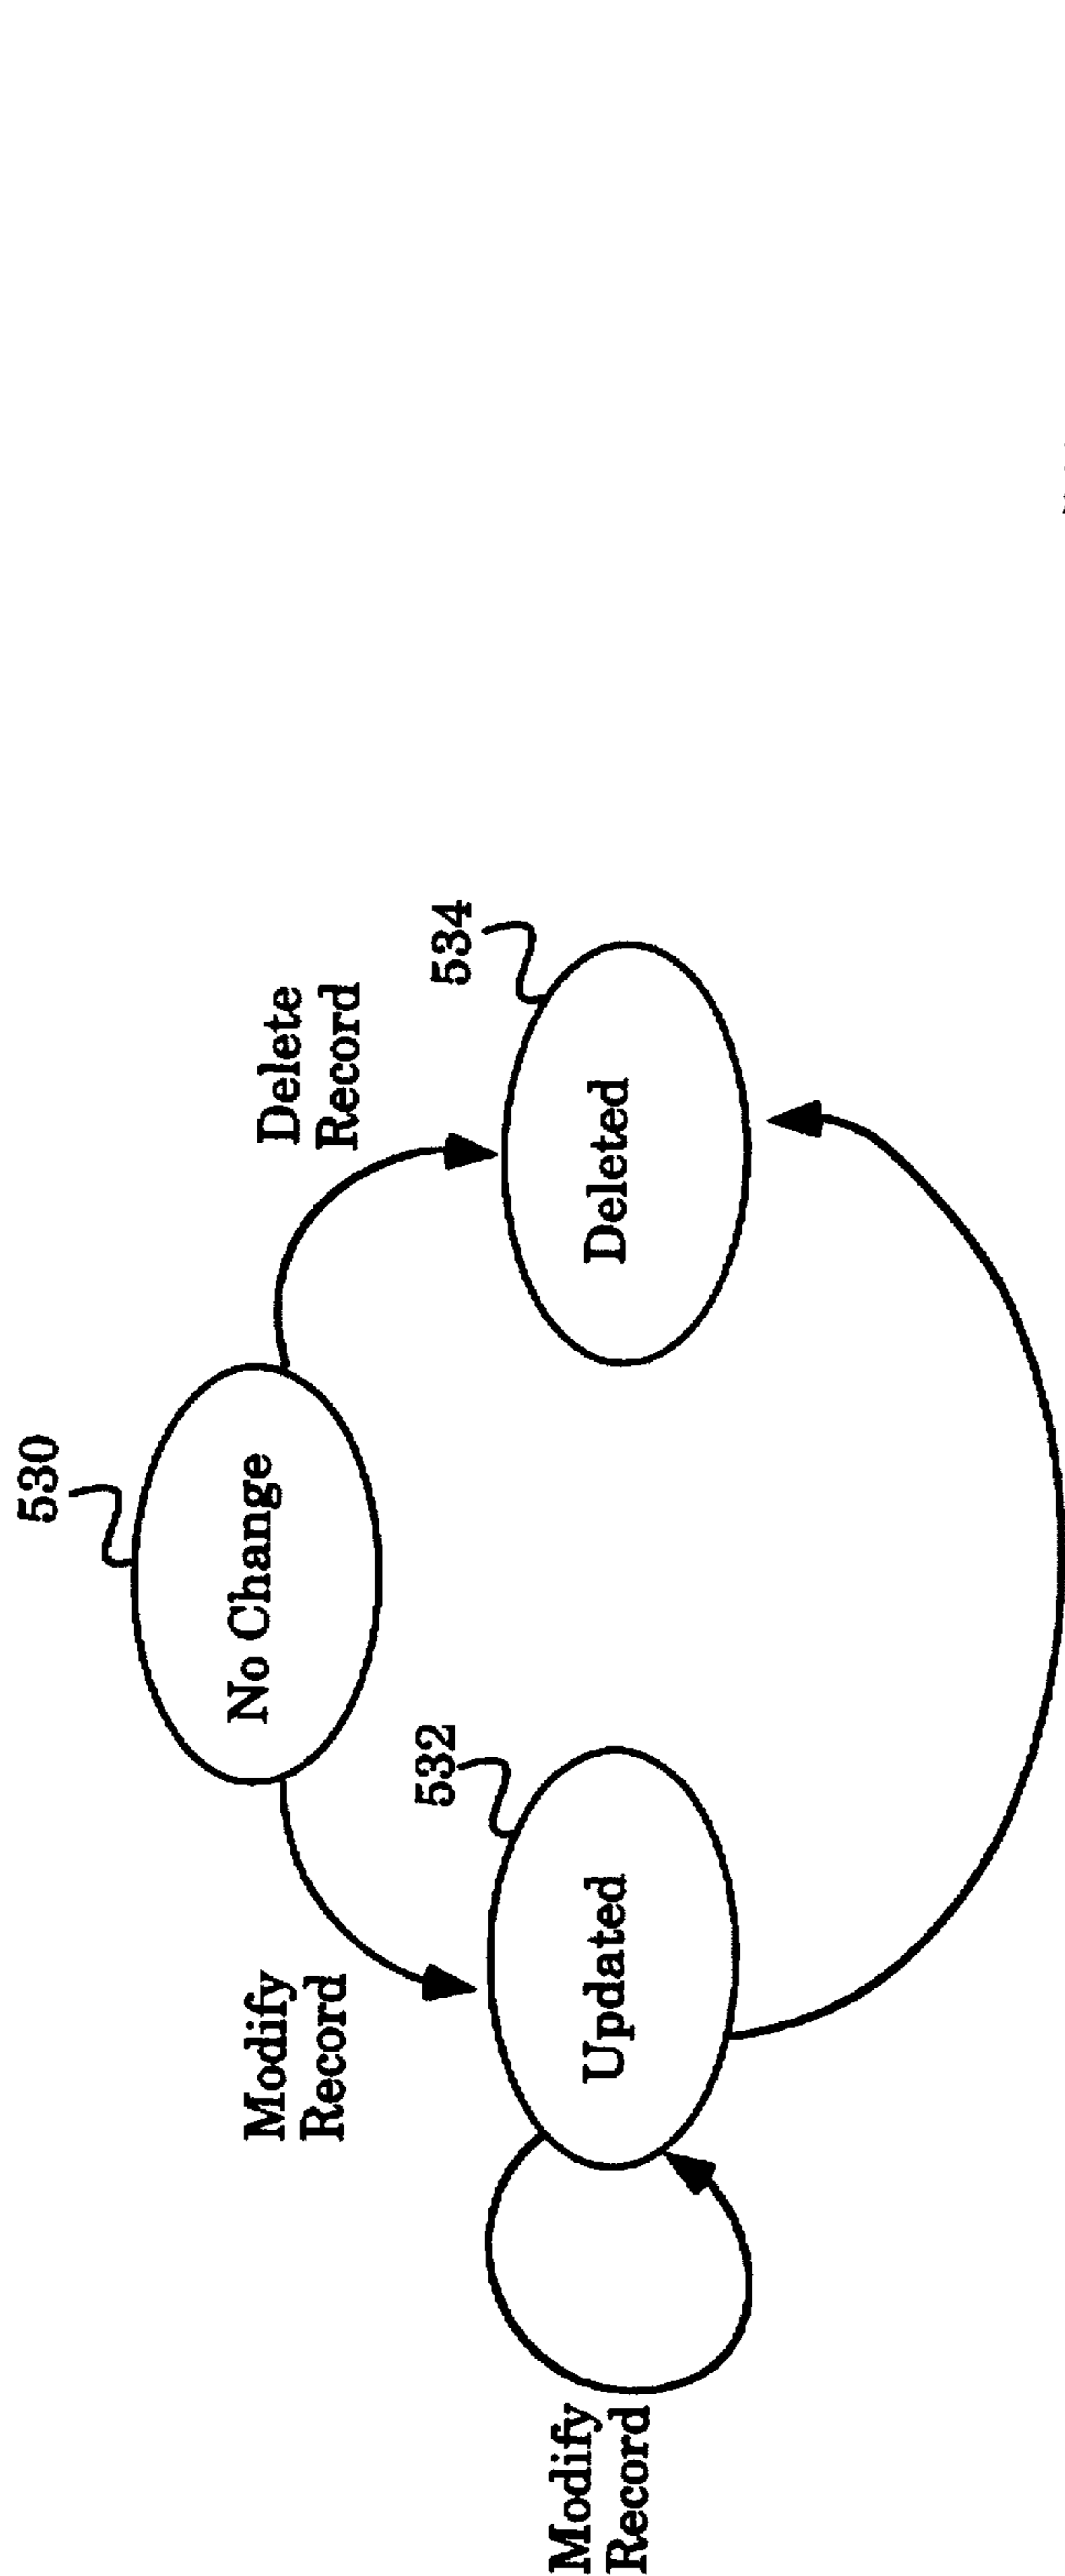 530
No Change
Modify
Record
Delete
Record
532
534
Updated
Deleted
Modify
Record